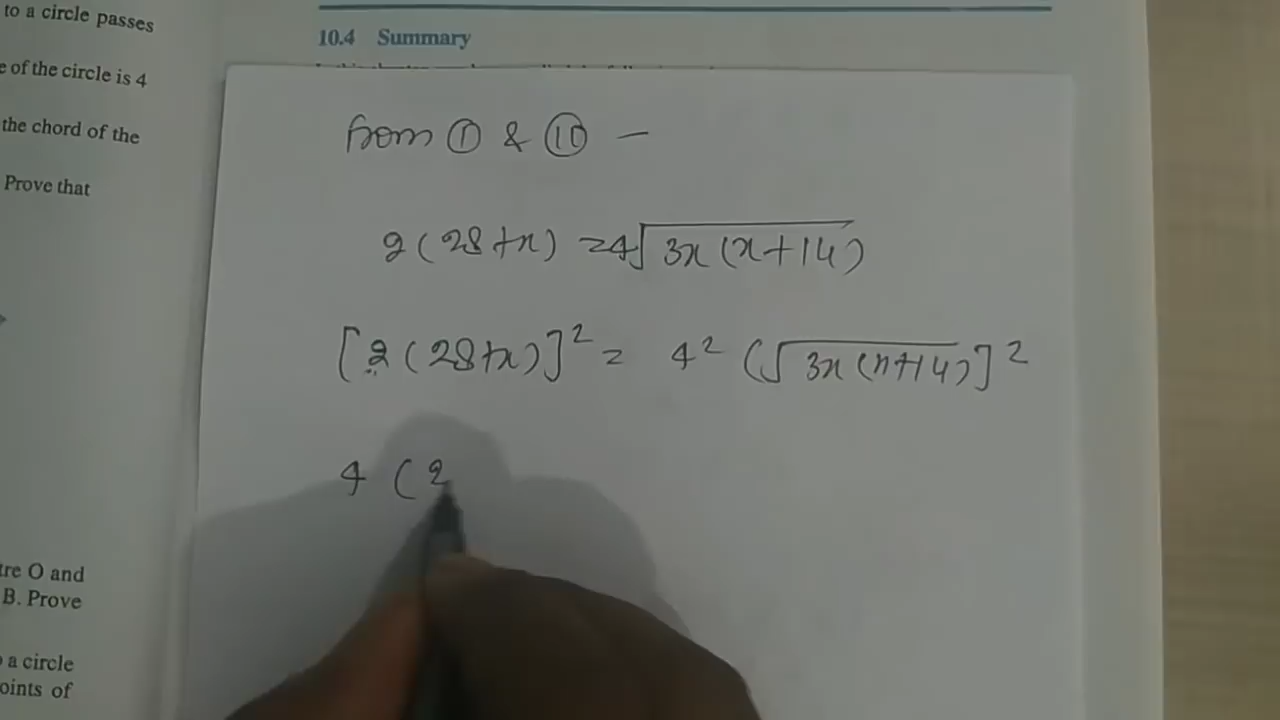 to a circle passes
e of the circle is 4
the chord of the
Prove that
tre O and
B. Prove
a circle
oints of
10.4 Summary
from ① & ⑪ —
2(28+x) = 4√3x(x+14)
[2(28+x)]² = 4² (√3x(x+14)]²
4 (2